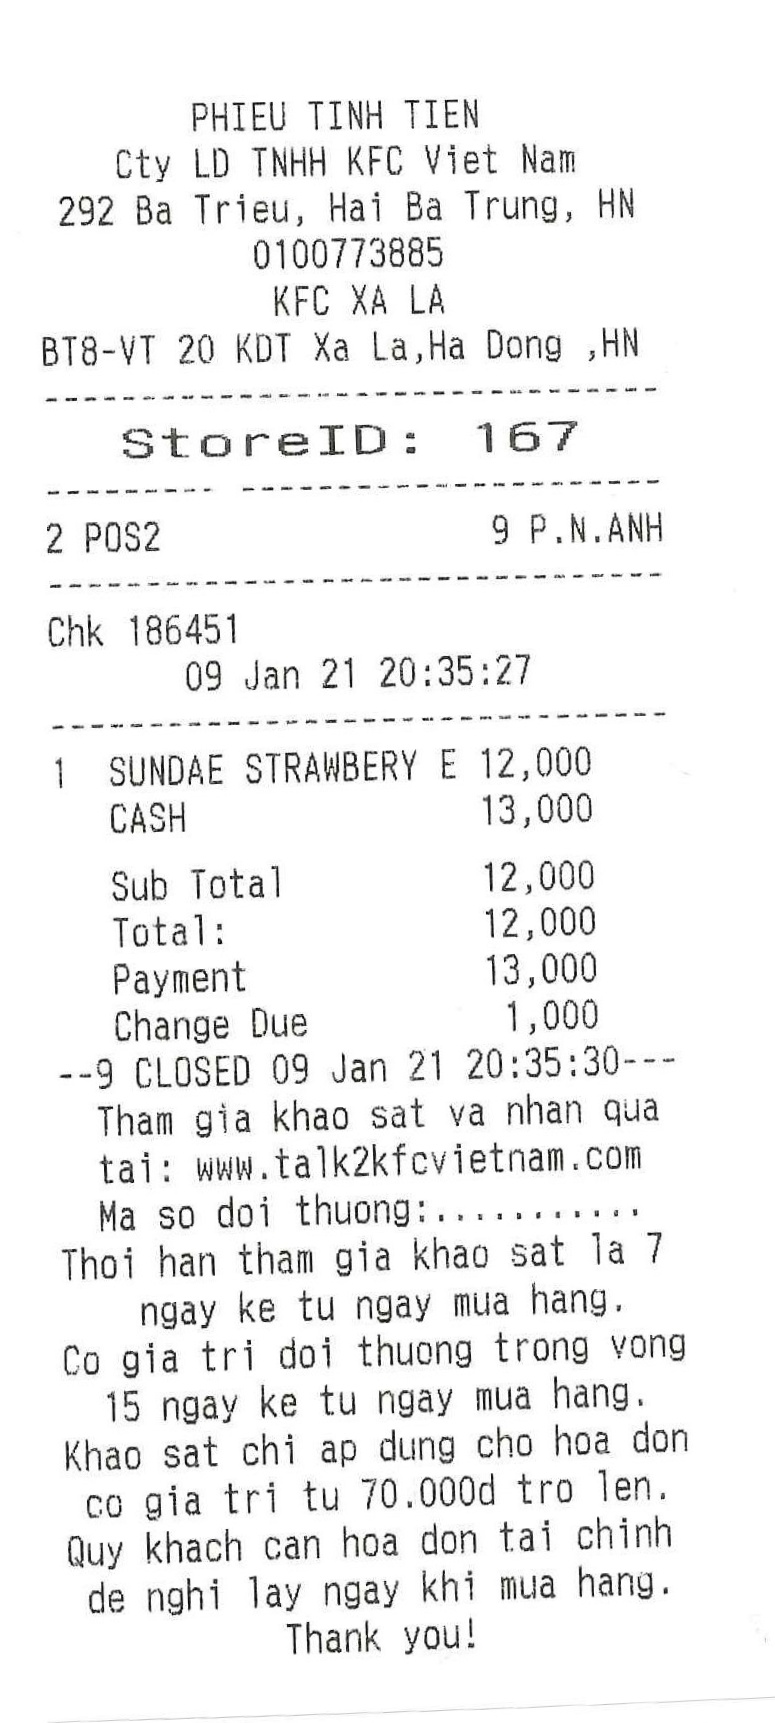 PHIEU TINH TIEN
Cty LD TNHH KFC Viet Nam
292 Ba Trieu, Hai Ba Trung, HN
0100773885
KFC XA LA
BT8-VT 20 KDT Xa La,Ha Dong ,HN
--------------------------------
StoreID: 167
--------- ----------------------
2 POS2 9 P.N.ANH
--------------------------------
Chk 186451
09 Jan 21 20:35:27
--------------------------------
1 SUNDAE STRAWBERY E 12,000
CASH 13,000
Sub Total 12,000
Total: 12,000
Payment 13,000
Change Due 1,000
--9 CLOSED 09 Jan 21 20:35:30---
Tham gia khao sat va nhan qua
tai: www.talk2kfcvietnam.com
Ma so doi thuong:...........
Thoi han tham gia khao sat la 7
ngay ke tu ngay mua hang.
Co gia tri doi thuong trong vong
15 ngay ke tu ngay mua hang.
Khao sat chi ap dung cho hoa don
co gia tri tu 70.000d tro len.
Quy khach can hoa don tai chinh
de nghi lay ngay khi mua hang.
Thank you!